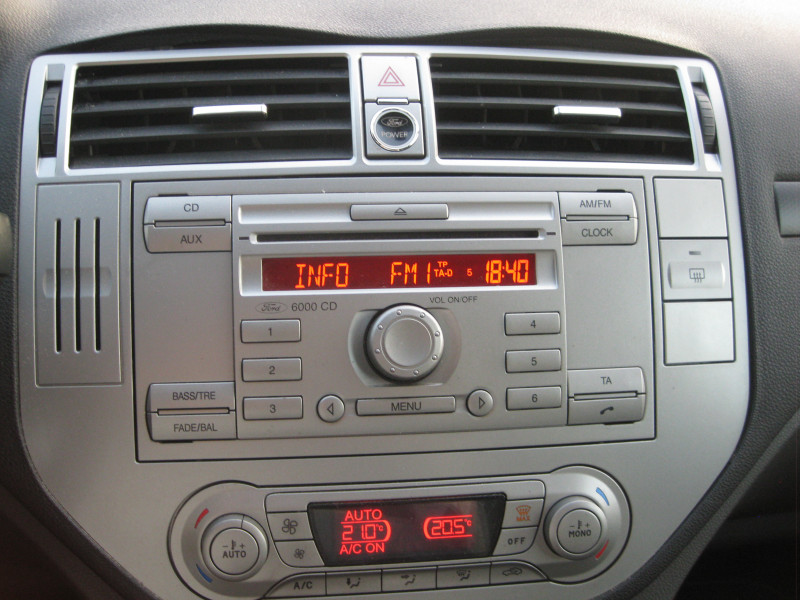 Ford
POWER
CD
AUX
AM/FM
CLOCK
INFO FM1 TP TA-D 5 18:40
Ford 6000 CD
VOL ON/OFF
1
2
3
4
5
6
BASS/TRE
FADE/BAL
MENU
TA
AUTO
21.0°C 20.5°C
A/C ON
- +
AUTO
MAX
OFF
- +
MONO
A/C